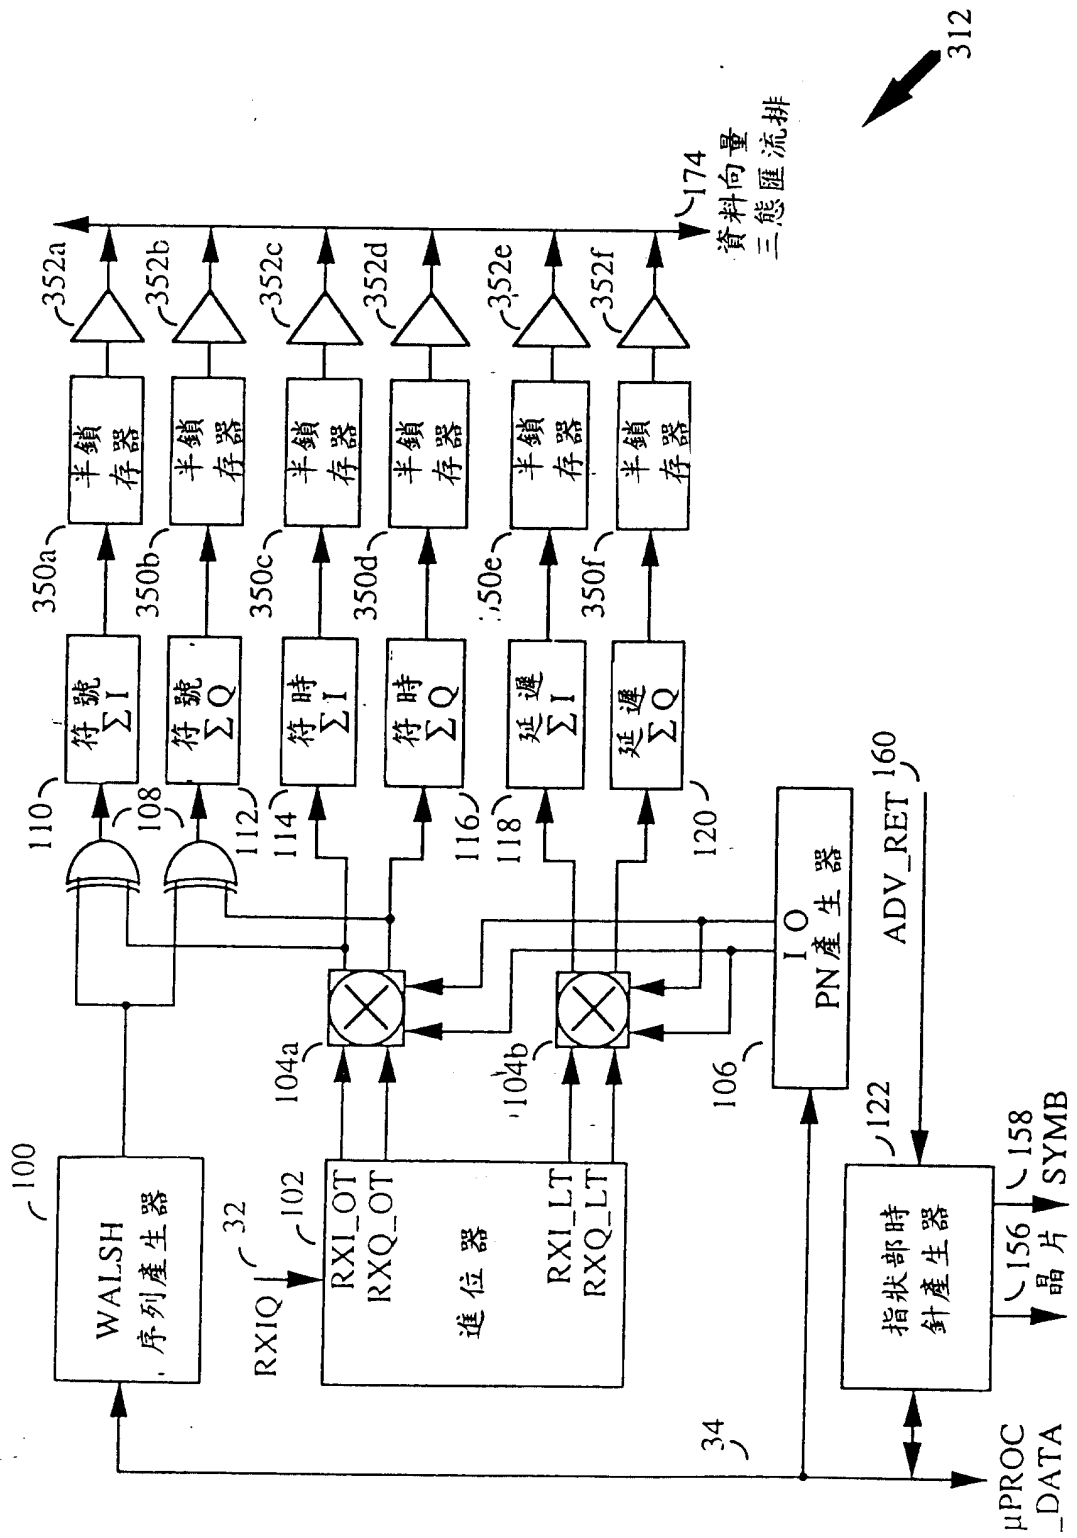 312
352a
352b
352c
352d
352e
352f
174
資料向量
三態匯流排
半鎖
存器
半鎖
存器
半鎖
存器
半鎖
存器
半鎖
存器
半鎖
存器
350a
350b
350c
350d
350e
350f
符號
ΣI
符號
ΣQ
符時
ΣI
符時
ΣQ
延遲
ΣI
延遲
ΣQ
110
108
112
114
116
118
120
104a
104b
106
I Q
PN產生器
ADV_RET
160
100
WALSH
序列產生器
32
RXIQ
102
RXI_OT
RXQ_OT
RXI_LT
RXQ_LT
進位器
122
指狀部時
針產生器
158
SYMB
156
晶片
34
μPROC
_DATA